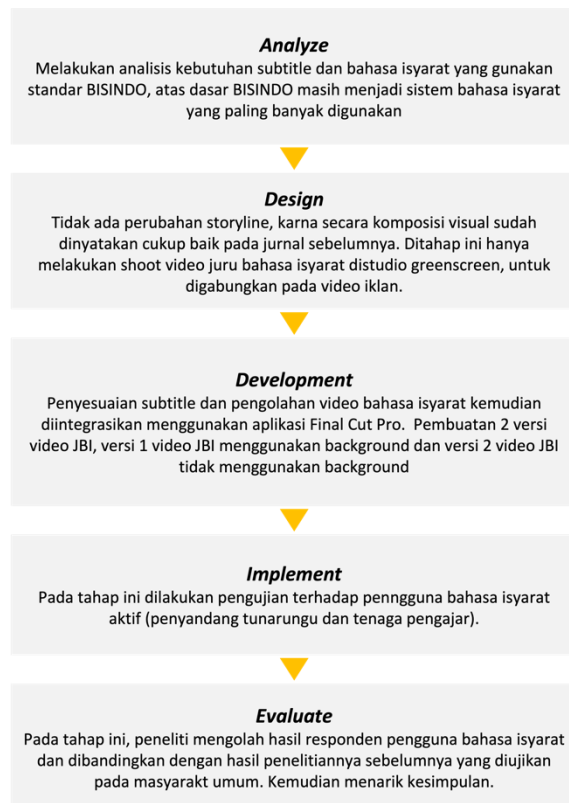 Analyze
Melakukan analisis kebutuhan subtitle dan bahasa isyarat yang gunakan
standar BISINDO, atas dasar BISINDO masih menjadi sistem bahasa isyarat
yang paling banyak digunakan
Design
Tidak ada perubahan storyline, karna secara komposisi visual sudah
dinyatakan cukup baik pada jurnal sebelumnya. Ditahap ini hanya
melakukan shoot video juru bahasa isyarat distudio greenscreen, untuk
digabungkan pada video iklan.
Development
Penyesuaian subtitle dan pengolahan video bahasa isyarat kemudian
diintegrasikan menggunakan aplikasi Final Cut Pro. Pembuatan 2 versi
video JBI, versi 1 video JBI menggunakan background dan versi 2 video JBI
tidak menggunakan background
Implement
Pada tahap ini dilakukan pengujian terhadap penngguna bahasa isyarat
aktif (penyandang tunarungu dan tenaga pengajar).
Evaluate
Pada tahap ini, peneliti mengolah hasil responden pengguna bahasa isyarat
dan dibandingkan dengan hasil penelitiannya sebelumnya yang diujikan
pada masyarakt umum. Kemudian menarik kesimpulan.